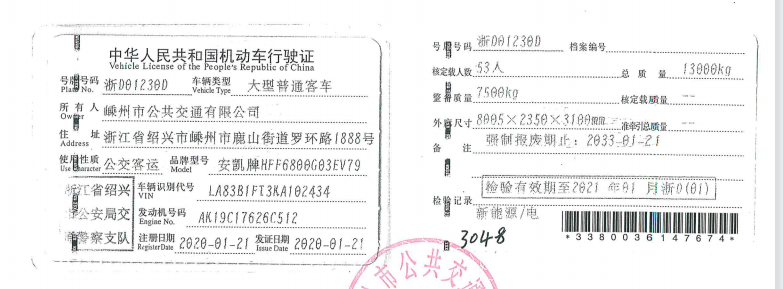 中华人民共和国机动车行驶证
Vehicle License of the People's Republic of China
号牌号码 浙D01230D 车辆类型 大型普通客车
Plate No. Vehicle Type
所有人 嵊州市公共交通有限公司
Owner
住址 浙江省绍兴市嵊州市鹿山街道罗环路1888号
Address
使用性质 公交客运 品牌型号 安凯牌HFF6800G03EV79
Use Character Model
浙江省绍兴
公安局交
警察支队
车辆识别代号 LA83B1FT3KA102434
VIN
发动机号码 AK19C17626C512
Engine No.
注册日期 2020-01-21 发证日期 2020-01-21
Register Date Issue Date
号牌号码 浙D01230D 档案编号
核定载人数 53人 总质量 13000kg
整备质量 7500kg 核定载质量 --
外廓尺寸 8005×2350×3100mm 准牵引总质量 --
备注 强制报废期止：2033-01-21
检验有效期至2021年01月浙D(01)
检验记录
新能源/电
3048
*3380036147674*
市公共交通